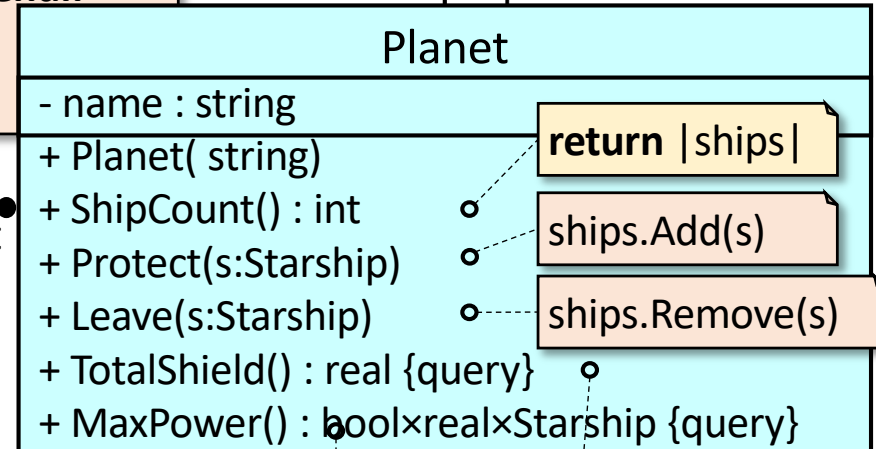 Planet
- name : string
+ Planet( string)
return |ships|
+ ShipCount() : int
ships.Add(s)
+ Protect(s:Starship)
+ Leave(s:Starship)
ships.Remove(s)
+ TotalShield() : real {query}
+ MaxPower() : bool×real×Starship {query}